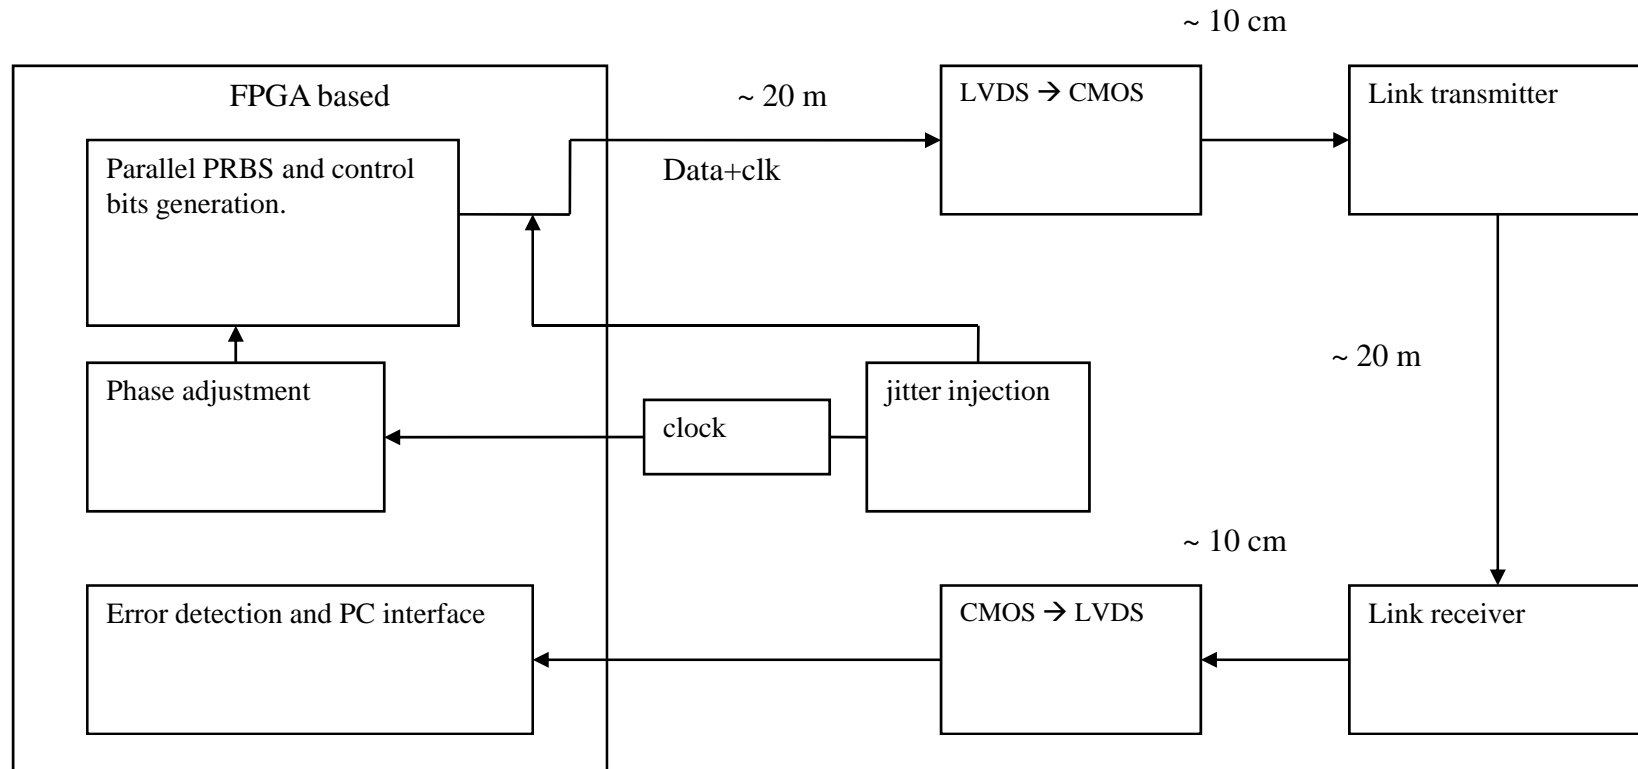 ~ 10 cm
FPGA based
~ 20 m
LVDS → CMOS
Link transmitter
Parallel PRBS and control
bits generation.
Data+clk
~ 20 m
Phase adjustment
jitter injection
clock
~ 10 cm
Error detection and PC interface
CMOS → LVDS
Link receiver